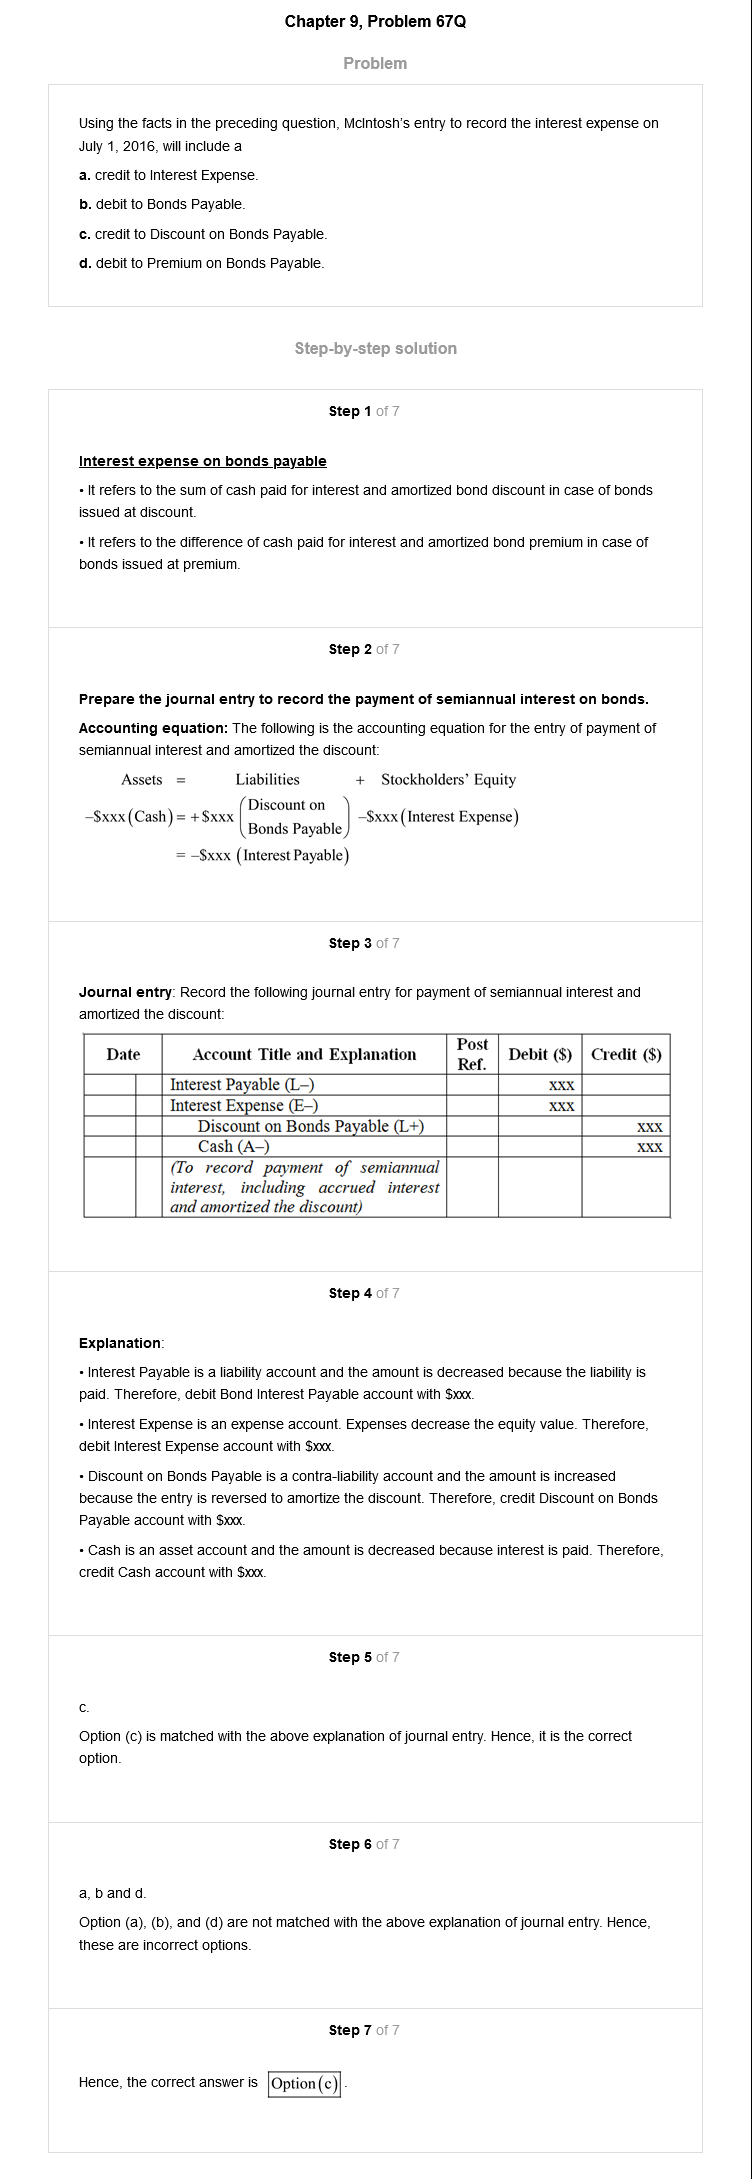 Chapter 9, Problem 67Q
Problem
Using the facts in the preceding question, McIntosh's entry to record the interest expense on
July 1, 2016, will include a
a. credit to Interest Expense.
b. debit to Bonds Payable.
c. credit to Discount on Bonds Payable.
d. debit to Premium on Bonds Payable.
Step-by-step solution
Step 1 of 7
Interest expense on bonds payable
• It refers to the sum of cash paid for interest and amortized bond discount in case of bonds
issued at discount.
• It refers to the difference of cash paid for interest and amortized bond premium in case of
bonds issued at premium.
Step 2 of 7
Prepare the journal entry to record the payment of semiannual interest on bonds.
Accounting equation: The following is the accounting equation for the entry of payment of
semiannual interest and amortized the discount:
Assets = Liabilities + Stockholders' Equity
–$xxx (Cash) = + $xxx (Discount on Bonds Payable) –$xxx (Interest Expense)
= –$xxx (Interest Payable)
Step 3 of 7
Journal entry: Record the following journal entry for payment of semiannual interest and
amortized the discount:
Date Account Title and Explanation Post Ref. Debit ($) Credit ($)
Interest Payable (L–) xxx
Interest Expense (E–) xxx
Discount on Bonds Payable (L+) xxx
Cash (A–) xxx
(To record payment of semiannual
interest, including accrued interest
and amortized the discount)
Step 4 of 7
Explanation:
• Interest Payable is a liability account and the amount is decreased because the liability is
paid. Therefore, debit Bond Interest Payable account with $xxx.
• Interest Expense is an expense account. Expenses decrease the equity value. Therefore,
debit Interest Expense account with $xxx.
• Discount on Bonds Payable is a contra-liability account and the amount is increased
because the entry is reversed to amortize the discount. Therefore, credit Discount on Bonds
Payable account with $xxx.
• Cash is an asset account and the amount is decreased because interest is paid. Therefore,
credit Cash account with $xxx.
Step 5 of 7
c.
Option (c) is matched with the above explanation of journal entry. Hence, it is the correct
option.
Step 6 of 7
a, b and d.
Option (a), (b), and (d) are not matched with the above explanation of journal entry. Hence,
these are incorrect options.
Step 7 of 7
Hence, the correct answer is Option (c) .